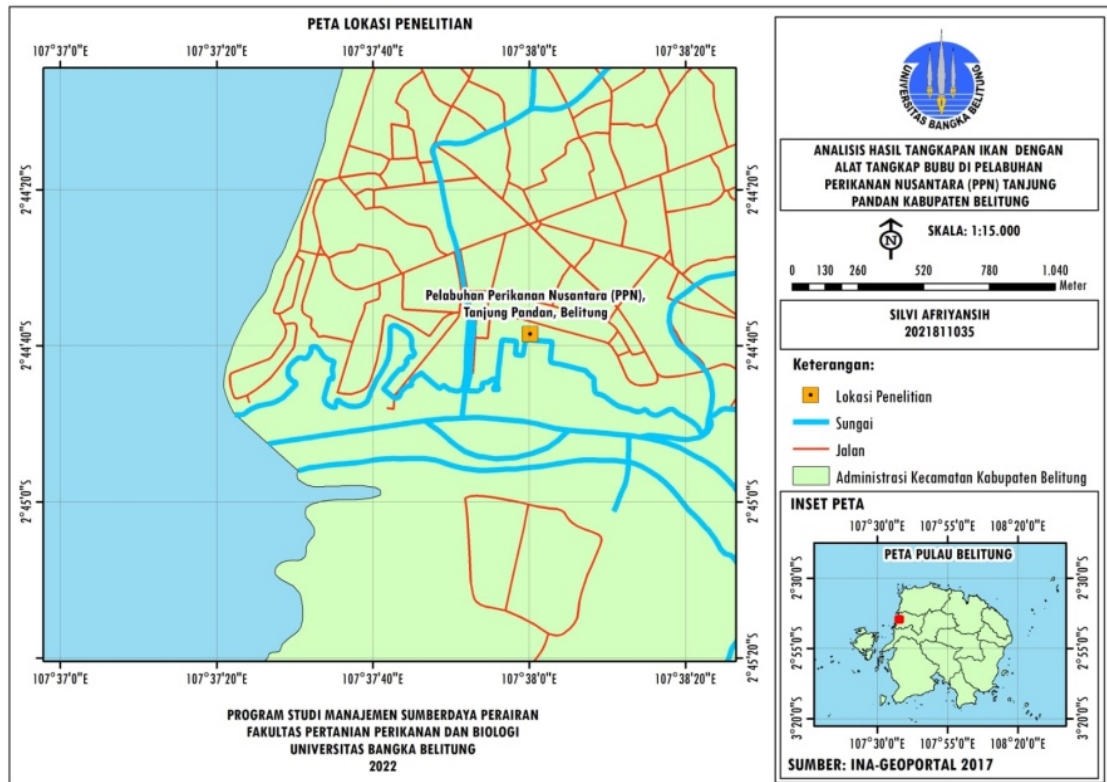 PETA LOKASI PENELITIAN
107°37'0"E 107°37'20"E 107°37'40"E 107°38'0"E 107°38'20"E
2°44'20"S 2°44'20"S
2°44'40"S 2°44'40"S
2°45'0"S 2°45'0"S
2°45'20"S 2°45'20"S
Pelabuhan Perikanan Nusantara (PPN),
Tanjung Pandan, Belitung
107°37'0"E 107°37'20"E 107°37'40"E 107°38'0"E 107°38'20"E
PROGRAM STUDI MANAJEMEN SUMBERDAYA PERAIRAN
FAKULTAS PERTANIAN PERIKANAN DAN BIOLOGI
UNIVERSITAS BANGKA BELITUNG
2022
UNIVERSITAS BANGKA BELITUNG
ANALISIS HASIL TANGKAPAN IKAN DENGAN
ALAT TANGKAP BUBU DI PELABUHAN
PERIKANAN NUSANTARA (PPN) TANJUNG
PANDAN KABUPATEN BELITUNG
N
SKALA: 1:15.000
0 130 260 520 780 1.040
Meter
SILVI AFRIYANSIH
2021811035
Keterangan:
Lokasi Penelitian
Sungai
Jalan
Administrasi Kecamatan Kabupaten Belitung
INSET PETA
107°30'0"E 107°55'0"E 108°20'0"E
PETA PULAU BELITUNG
2°30'0"S 2°30'0"S
2°55'0"S 2°55'0"S
3°20'0"S 3°20'0"S
107°30'0"E 107°55'0"E 108°20'0"E
SUMBER: INA-GEOPORTAL 2017